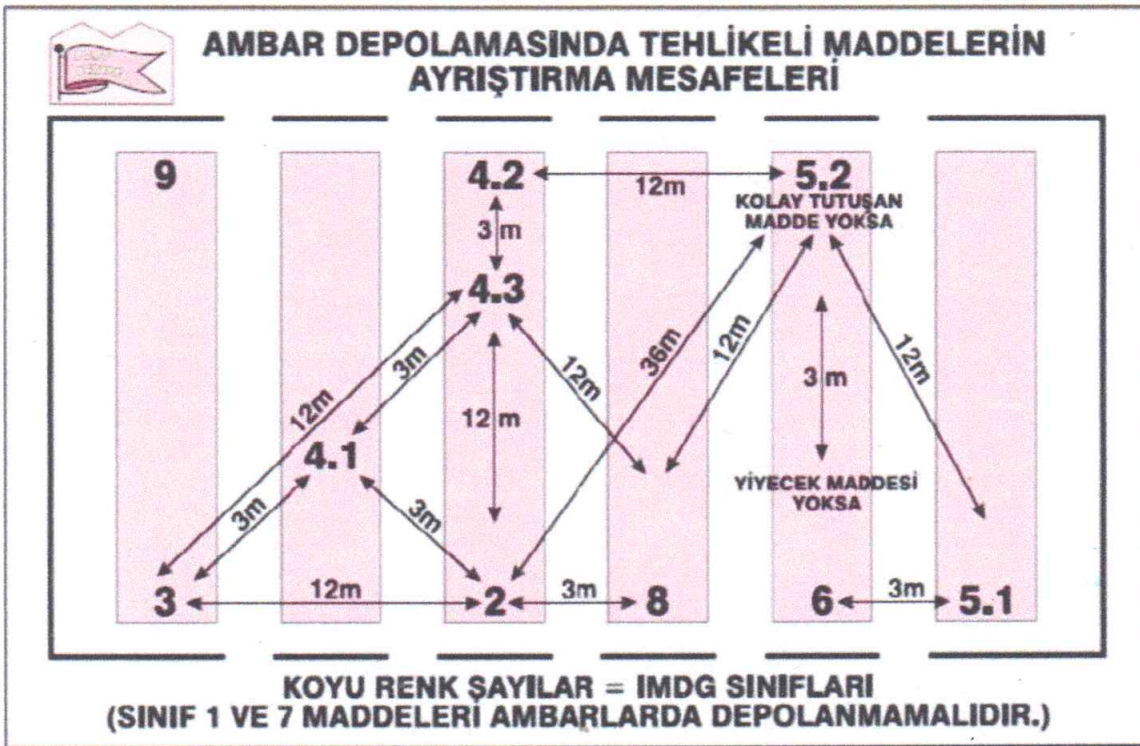 AMBAR DEPOLAMASINDA TEHLİKELİ MADDELERİN
AYRIŞTIRMA MESAFELERİ
9
4.2
12m
5.2
KOLAY TUTUŞAN
MADDE YOKSA
3 m
4.3
12m
3m
12 m
12m
36m
12m
3 m
12m
4.1
YİYECEK MADDESİ
YOKSA
3m
3m
3
12m
2
3m
8
6
3m
5.1
KOYU RENK SAYILAR = IMDG SINIFLARI
(SINIF 1 VE 7 MADDELERİ AMBARLARDA DEPOLANMAMALIDIR.)